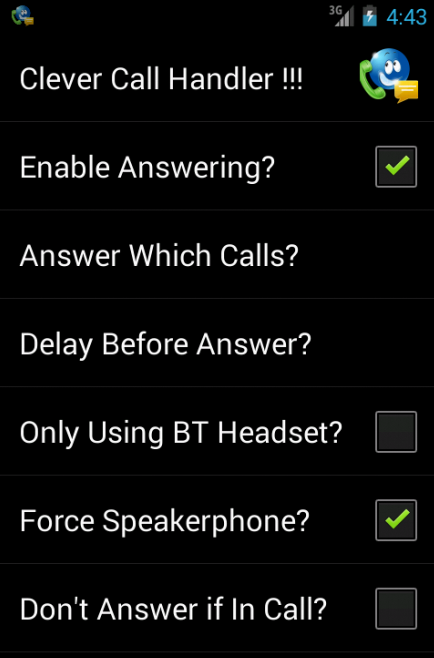 3G 4:43
Clever Call Handler !!!
Enable Answering?
Answer Which Calls?
Delay Before Answer?
Only Using BT Headset?
Force Speakerphone?
Don't Answer if In Call?